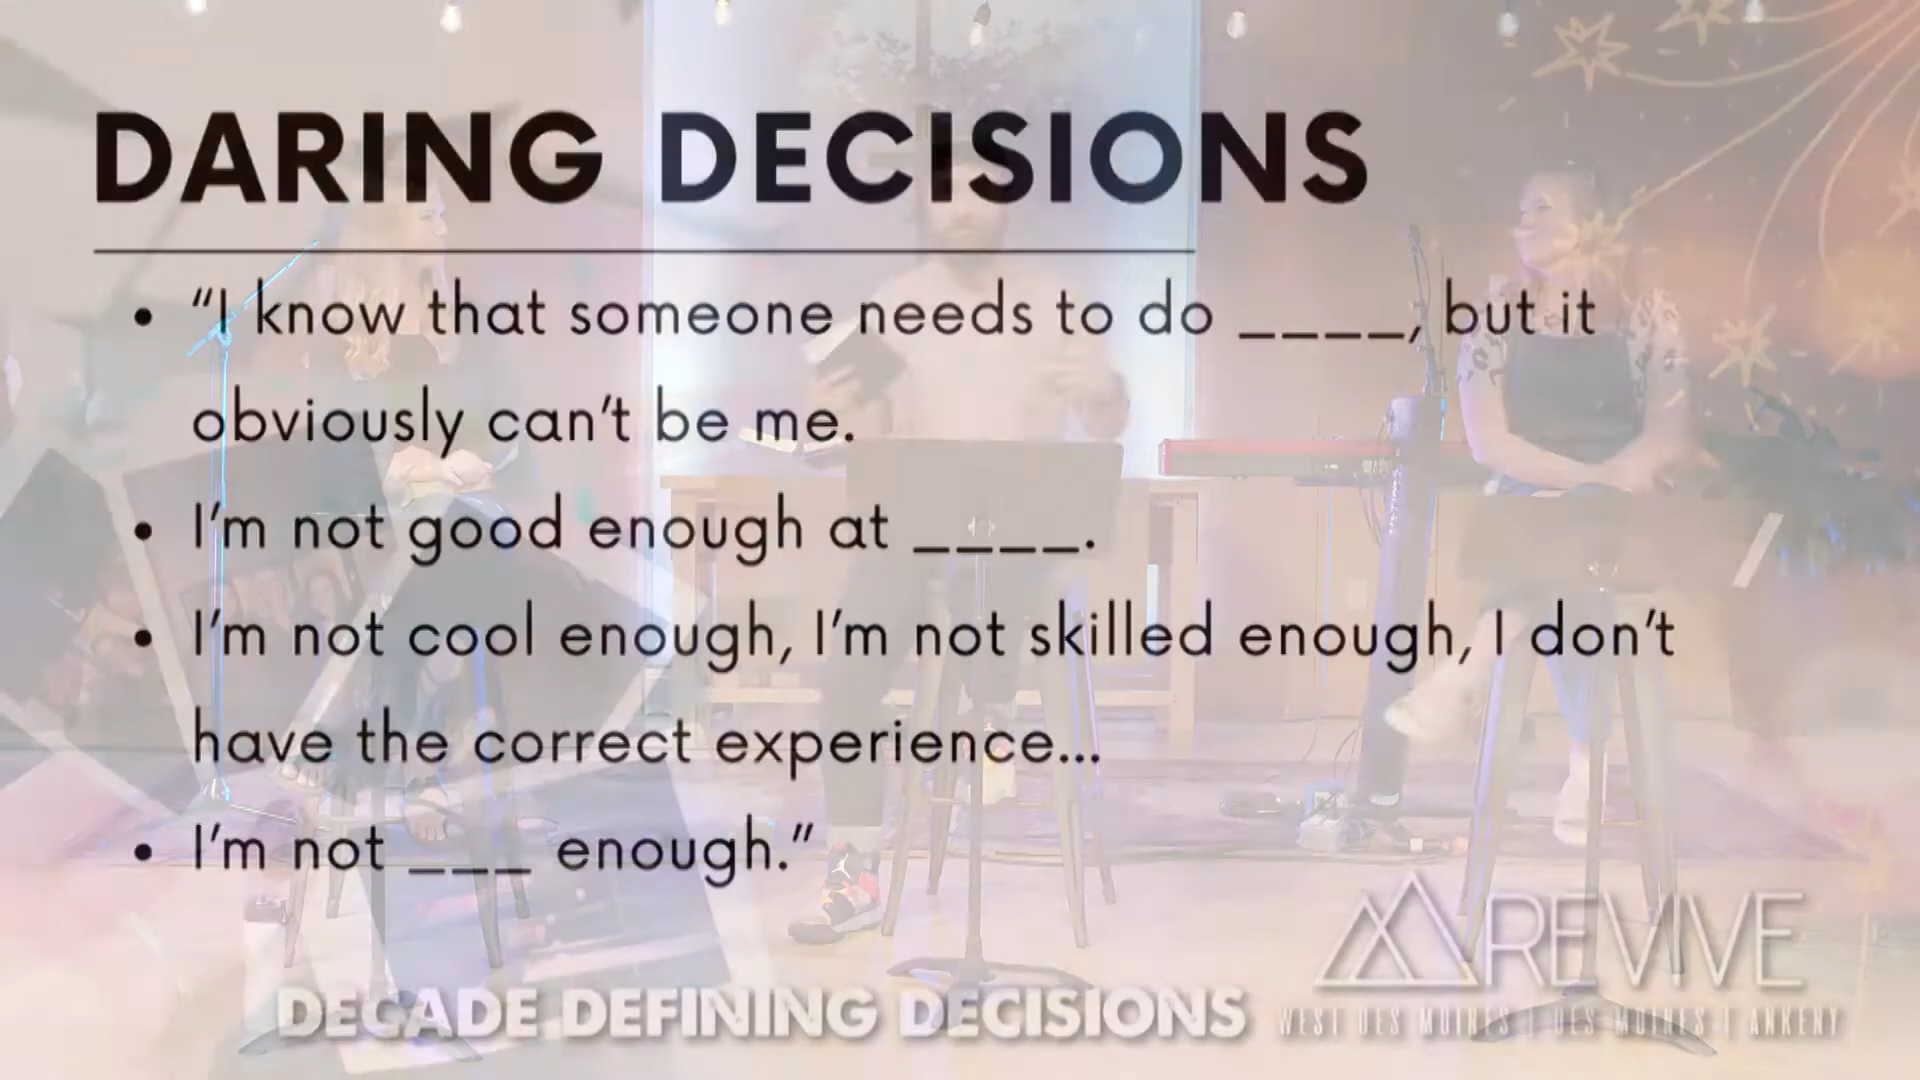 DARING DECISIONS
• “I know that someone needs to do ____, but it
obviously can’t be me.
• I’m not good enough at ____.
• I’m not cool enough, I’m not skilled enough, I don’t
have the correct experience...
• I’m not ___ enough.”
REVIVE
DECADE DEFINING DECISIONS
WEST DES MOINES | DES MOINES | ANKENY